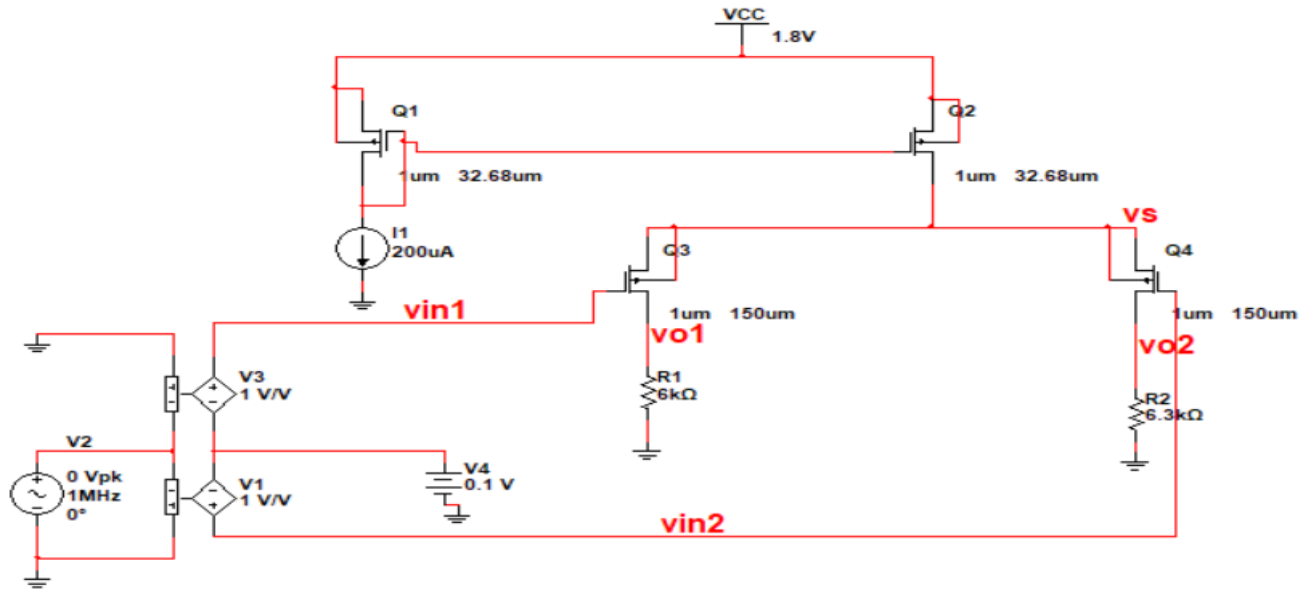 VCC
1.8V
Q1
1um 32.68um
Q2
1um 32.68um
I1
200uA
vs
Q3
1um 150um
Q4
1um 150um
vin1
vo1
vo2
R1
6kΩ
R2
6.3kΩ
V3
1 V/V
V2
0 Vpk
1MHz
0°
V1
1 V/V
V4
0.1 V
vin2